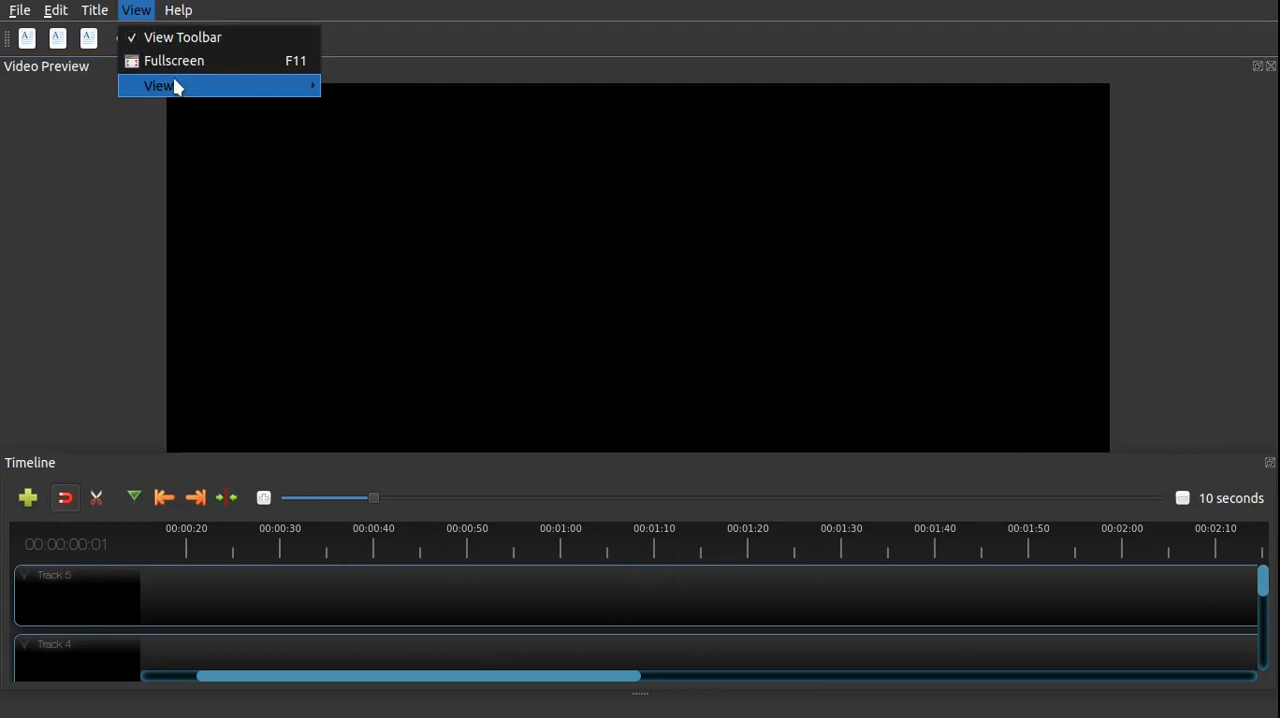 File Edit Title View Help
✓ View Toolbar
Fullscreen F11
View
Video Preview
Timeline
10 seconds
00:00:20 00:00:30 00:00:40 00:00:50 00:01:00 00:01:10 00:01:20 00:01:30 00:01:40 00:01:50 00:02:00 00:02:10
00:00:00:01
Track 5
Track 4